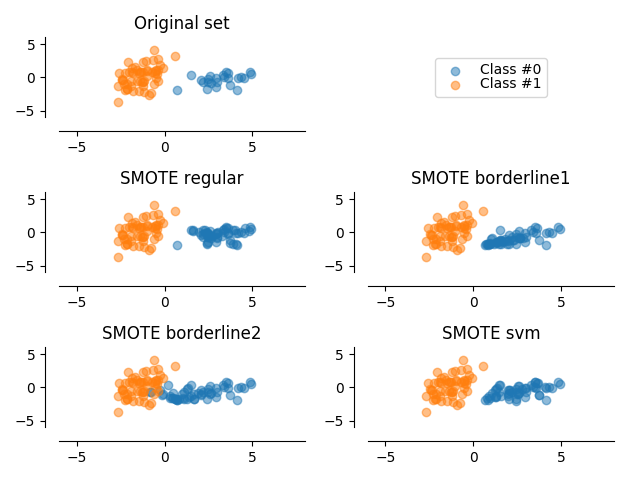 Original set
5
0
−5
−5 0 5
Class #0
Class #1
SMOTE regular
5
0
−5
−5 0 5
SMOTE borderline1
5
0
−5
−5 0 5
SMOTE borderline2
5
0
−5
−5 0 5
SMOTE svm
5
0
−5
−5 0 5